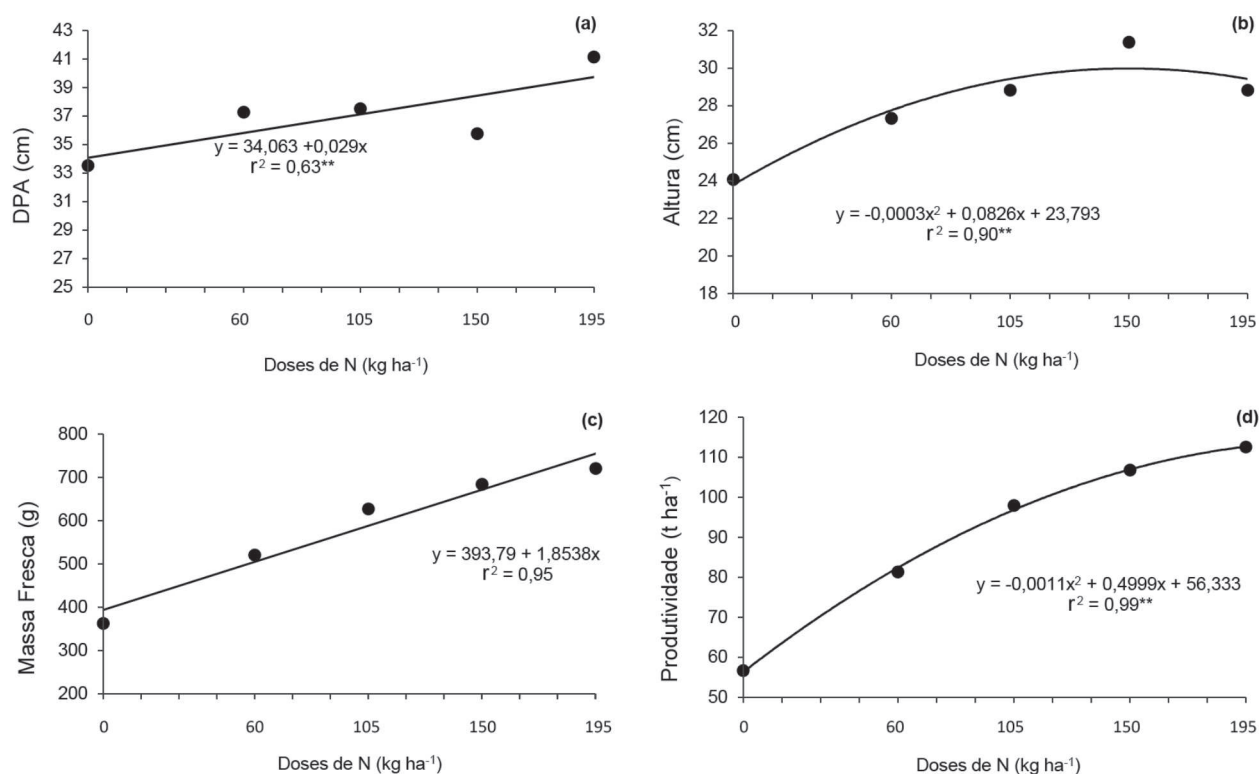 (a)
43
41
39
37
35
33
31
29
27
25
DPA (cm)
y = 34,063 +0,029x
r² = 0,63**
0 60 105 150 195
Doses de N (kg ha⁻¹)
(b)
34
32
30
28
26
24
22
20
18
Altura (cm)
y = -0,0003x² + 0,0826x + 23,793
r² = 0,90**
0 60 105 150 195
Doses de N (kg ha⁻¹)
(c)
800
700
600
500
400
300
200
Massa Fresca (g)
y = 393,79 + 1,8538x
r² = 0,95
0 60 105 150 195
Doses de N (kg ha⁻¹)
(d)
120
110
100
90
80
70
60
50
Produtividade (t ha⁻¹)
y = -0,0011x² + 0,4999x + 56,333
r² = 0,99**
0 60 105 150 195
Doses de N (kg ha⁻¹)